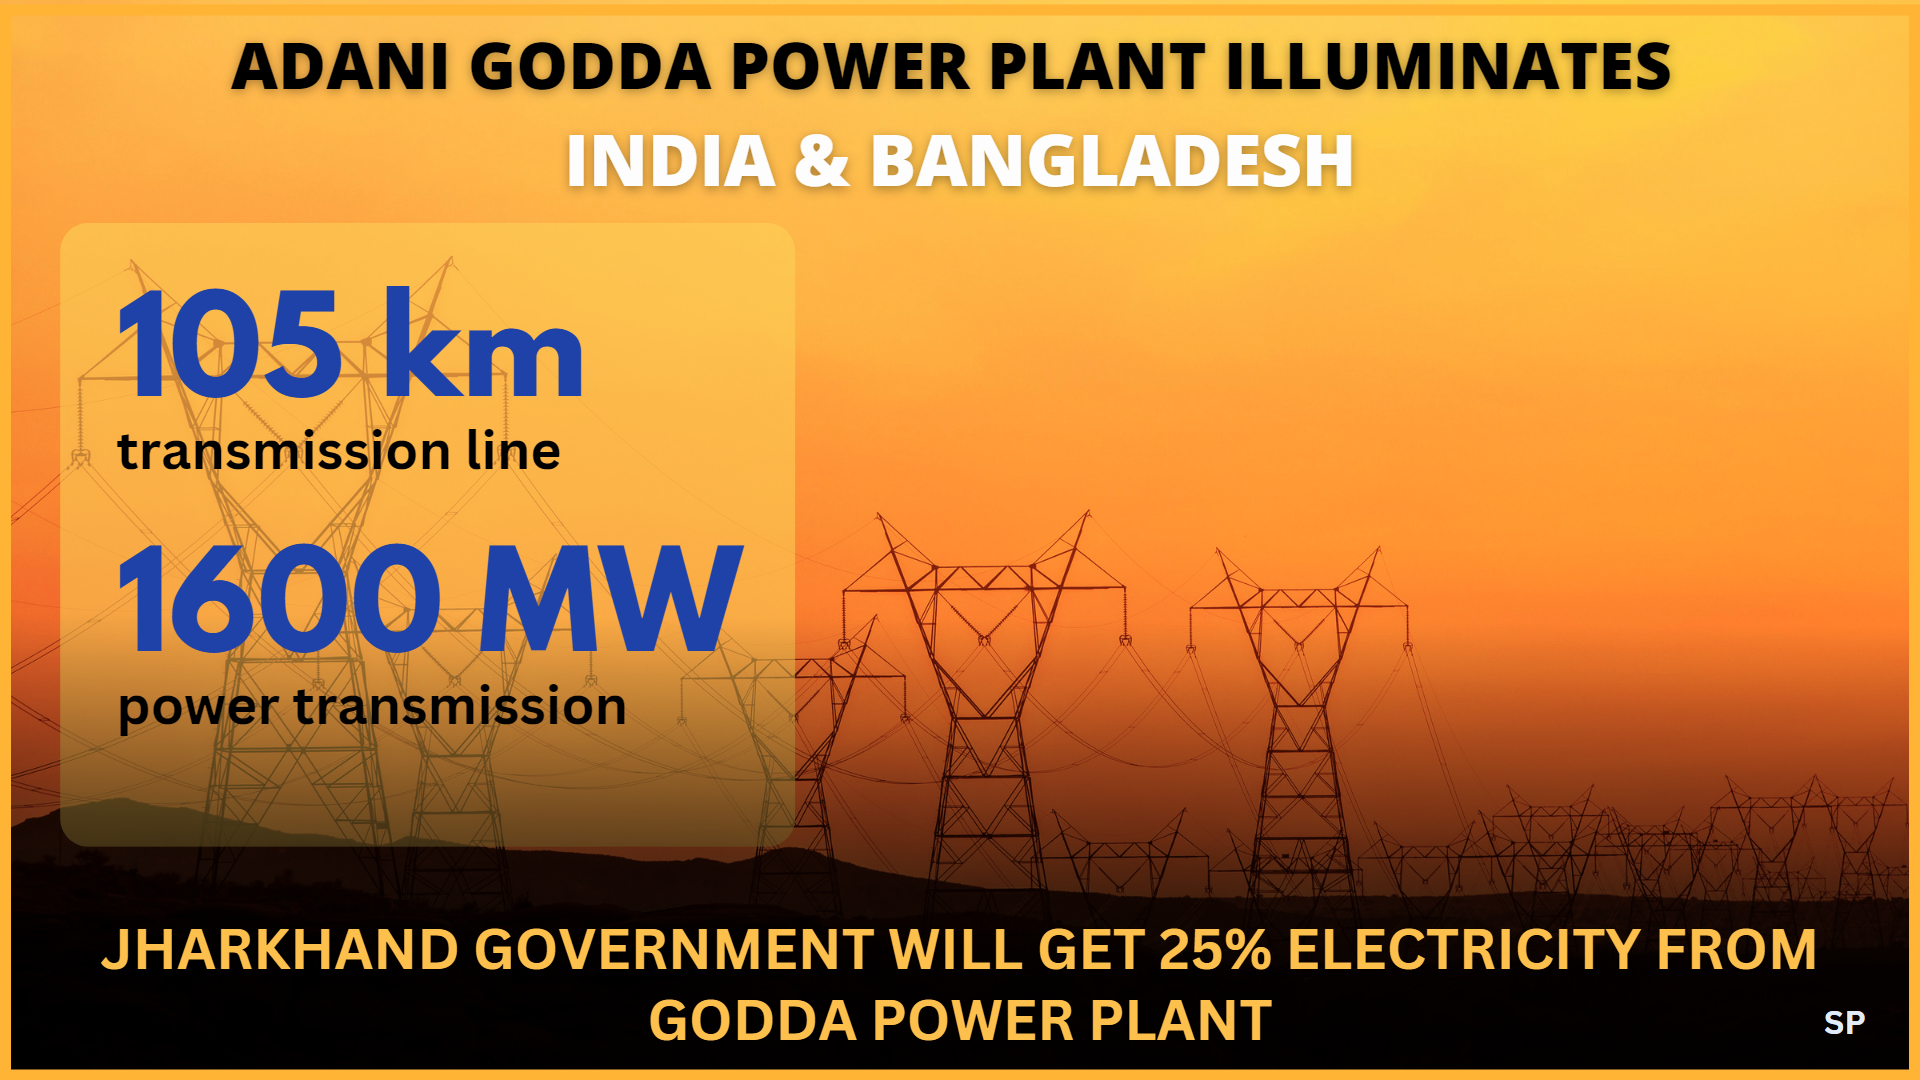 ADANI GODDA POWER PLANT ILLUMINATES
INDIA & BANGLADESH
105 km
transmission line
1600 MW
power transmission
JHARKHAND GOVERNMENT WILL GET 25% ELECTRICITY FROM
GODDA POWER PLANT
SP